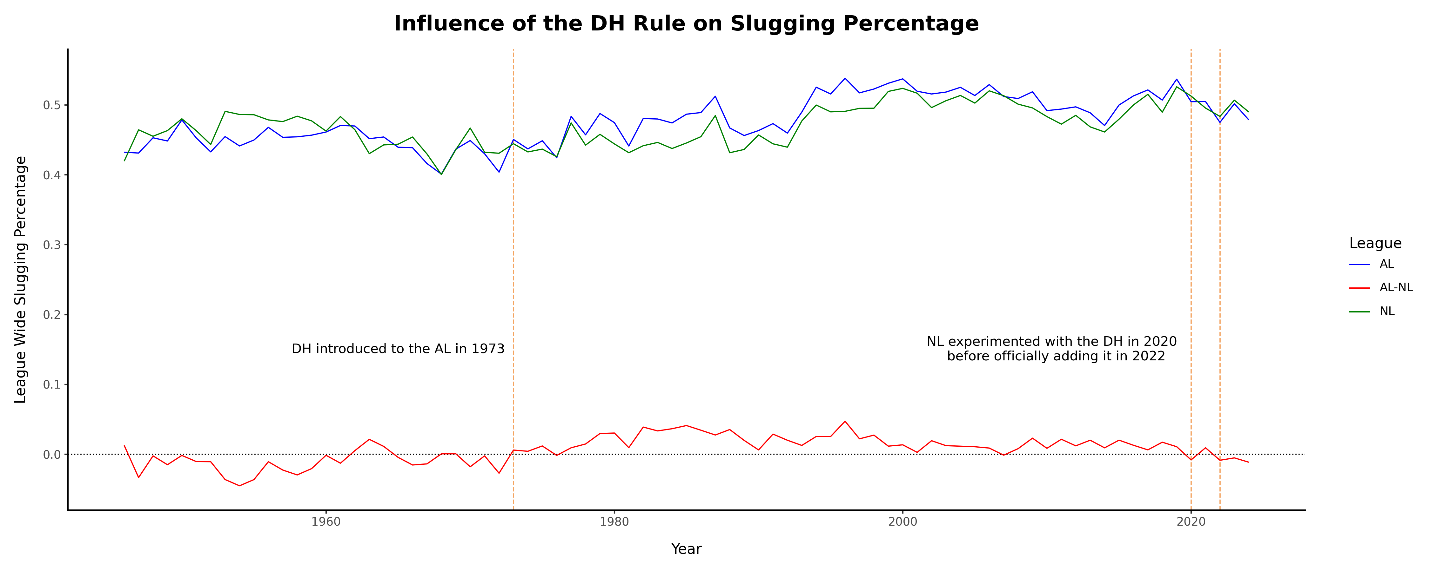 Influence of the DH Rule on Slugging Percentage
League Wide Slugging Percentage
0.5
0.4
0.3
0.2
0.1
0.0
DH introduced to the AL in 1973
NL experimented with the DH in 2020
before officially adding it in 2022
1960
1980
2000
2020
Year
League
AL
AL-NL
NL